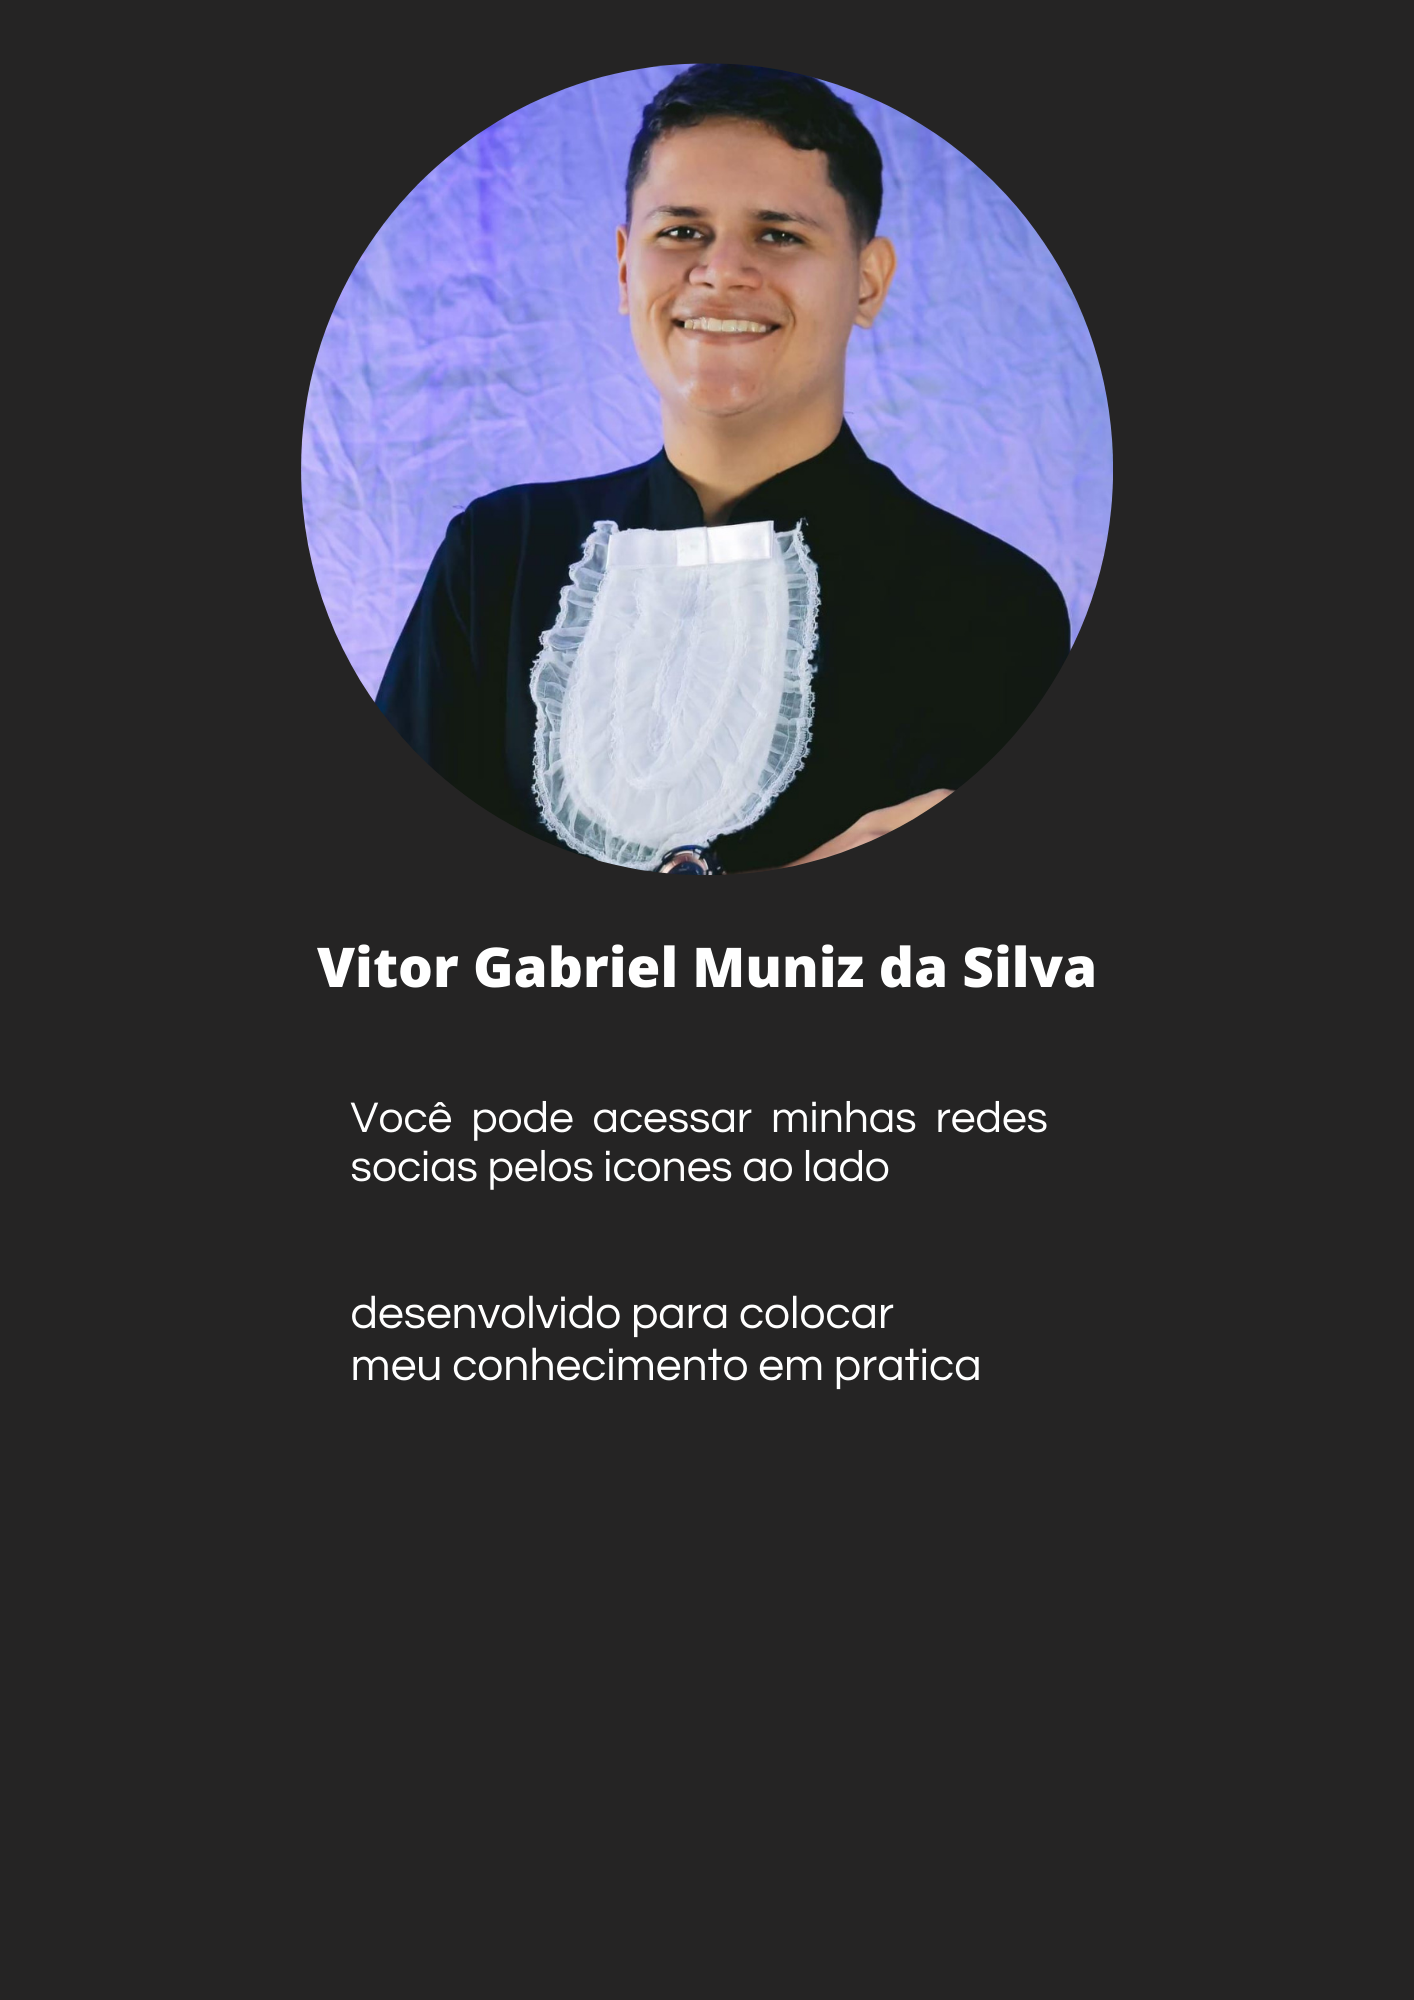 Vitor Gabriel Muniz da Silva
Você pode acessar minhas redes
socias pelos icones ao lado
desenvolvido para colocar
meu conhecimento em pratica